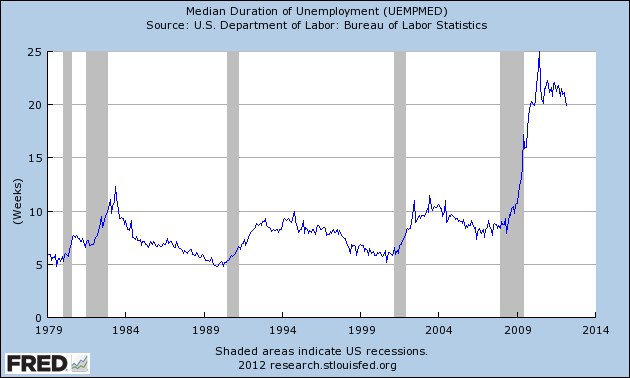 Median Duration of Unemployment (UEMPMED)
Source: U.S. Department of Labor: Bureau of Labor Statistics
25
20
15
10
5
0
(Weeks)
1979 1984 1989 1994 1999 2004 2009 2014
Shaded areas indicate US recessions.
2012 research.stlouisfed.org
FRED